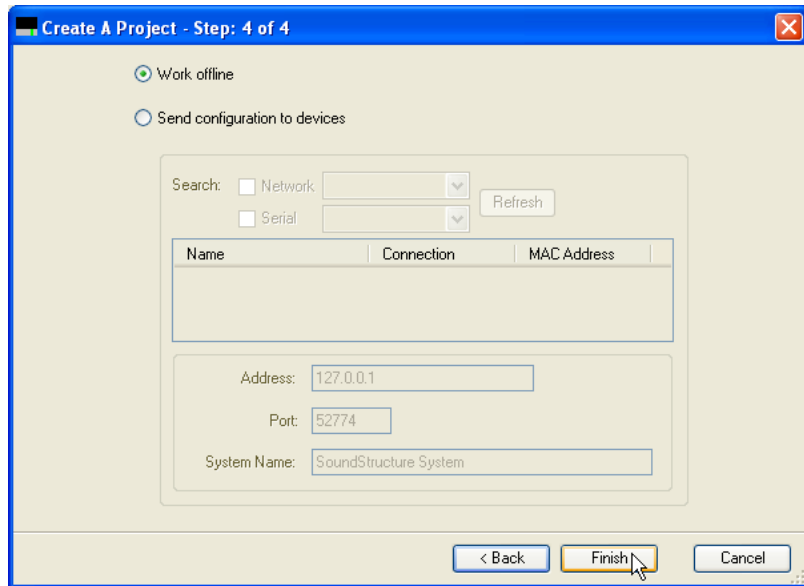 Create A Project - Step: 4 of 4
Work offline
Send configuration to devices
Search: Network
Refresh
Serial
Name Connection MAC Address
Address: 127.0.0.1
Port: 52774
System Name: SoundStructure System
< Back Finish Cancel